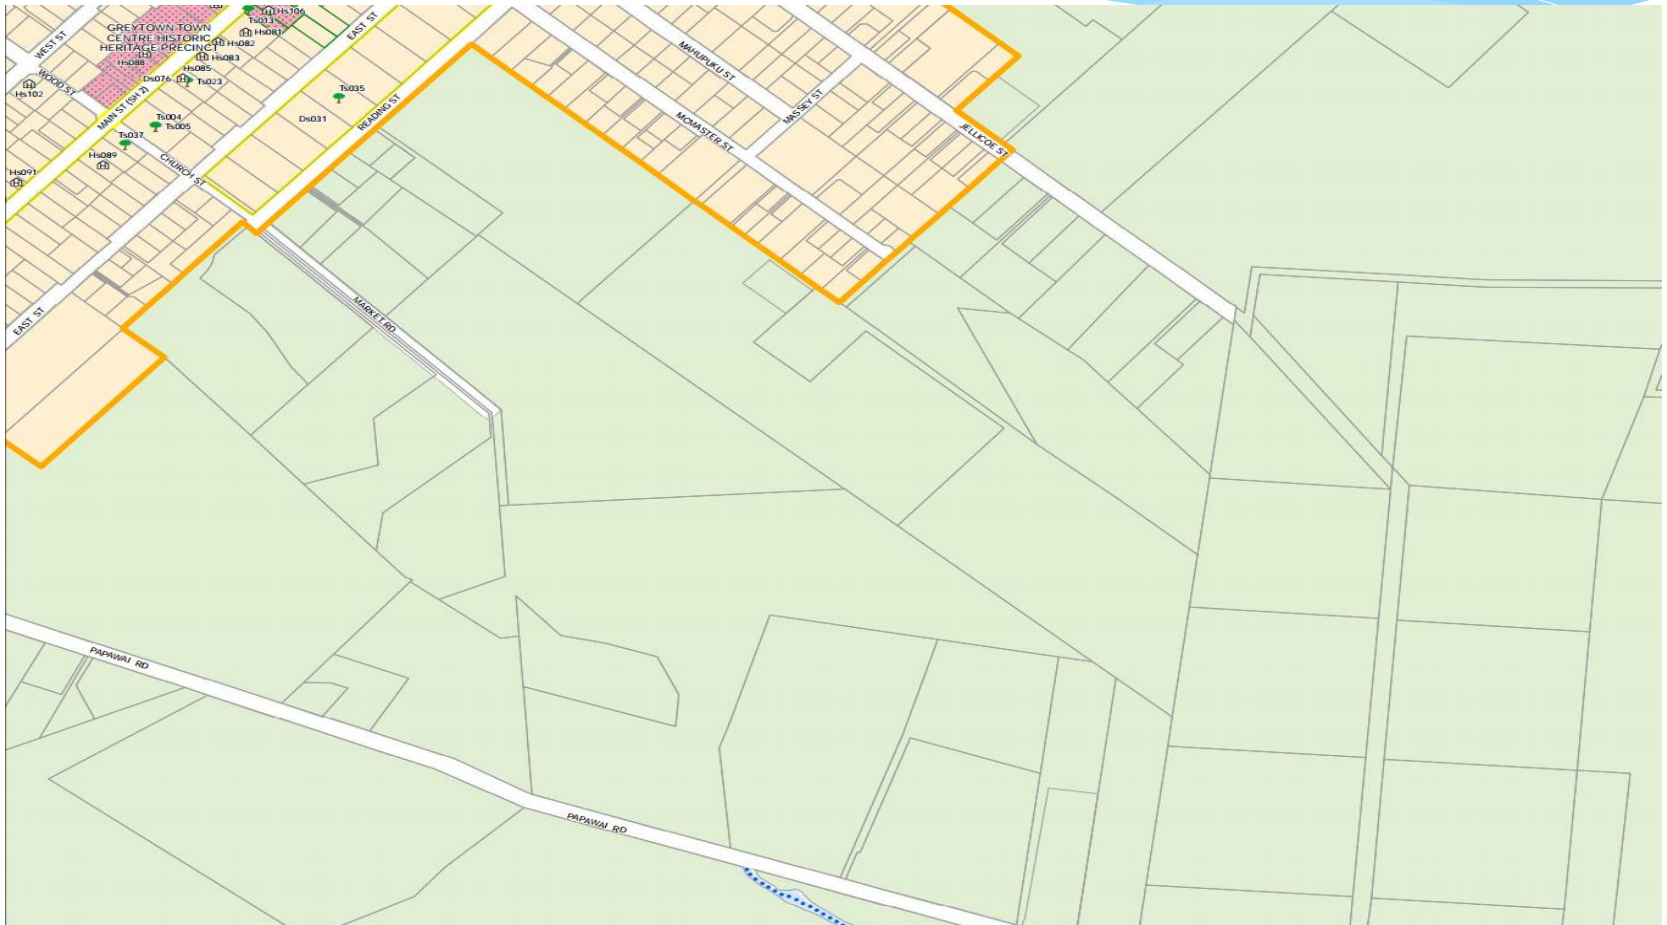 Hs106
Ts013
GREYTOWN TOWN
CENTRE HISTORIC
HERITAGE PRECINCT
Hs081
EAST ST
WEST ST
Hs082
Hs083
Hs088
Hs085
Ds076
Ts023
WOOD ST
Hs102
MAIN ST (SH 2)
Ts035
Ds031
READING ST
Ts004
Ts005
Ts037
Hs089
CHURCH ST
Hs091
MAHUPUKU ST
MASSEY ST
MCMASTER ST
JELLICOE ST
EAST ST
MARKET RD
PAPAWAI RD
PAPAWAI RD